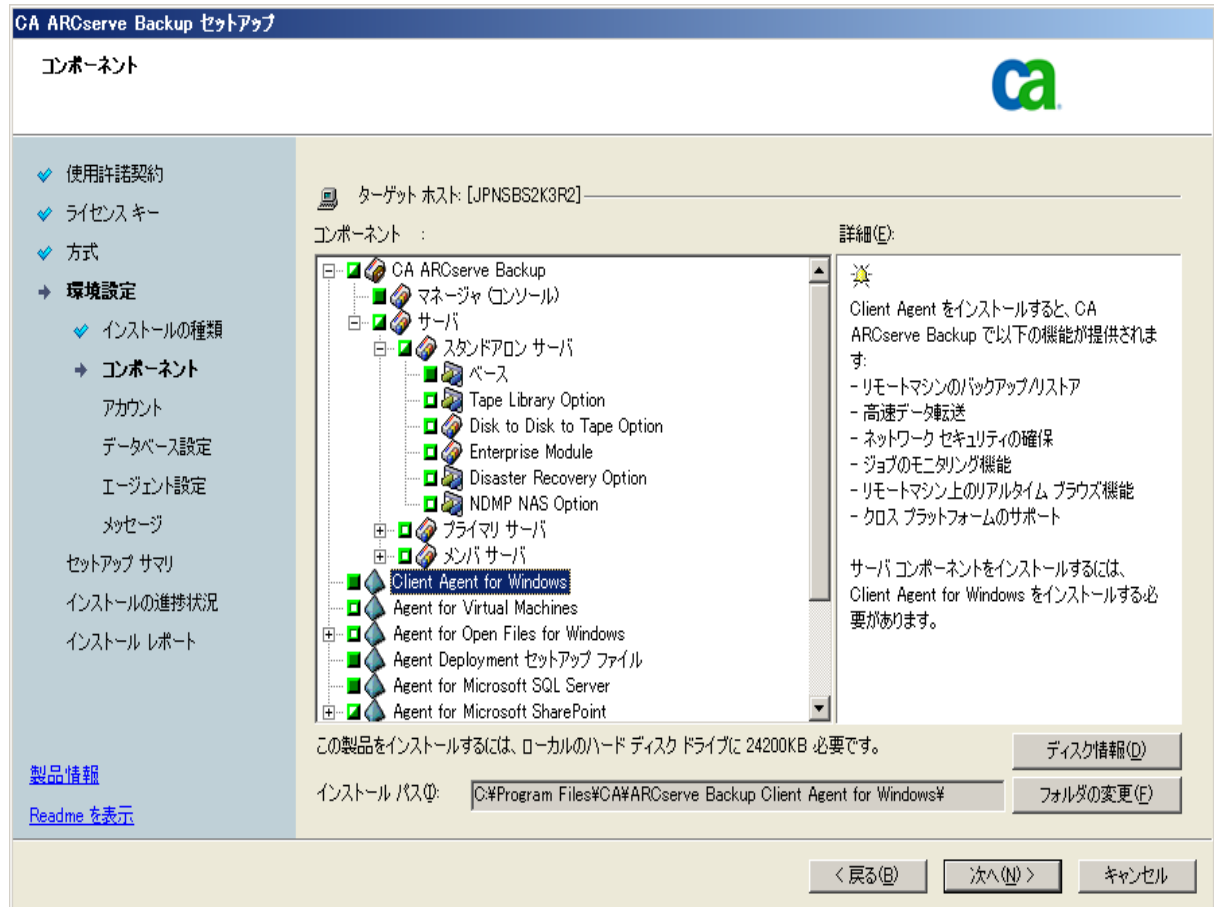 CA ARCserve Backup セットアップ
コンポーネント
ca
使用許諾契約
ライセンス キー
方式
環境設定
インストールの種類
コンポーネント
アカウント
データベース設定
エージェント設定
メッセージ
セットアップ サマリ
インストールの進捗状況
インストール レポート
製品情報
Readme を表示
ターゲット ホスト: [JPNSBS2K3R2]
コンポーネント :
CA ARCserve Backup
マネージャ (コンソール)
サーバ
スタンドアロン サーバ
ベース
Tape Library Option
Disk to Disk to Tape Option
Enterprise Module
Disaster Recovery Option
NDMP NAS Option
プライマリ サーバ
メンバ サーバ
Client Agent for Windows
Agent for Virtual Machines
Agent for Open Files for Windows
Agent Deployment セットアップ ファイル
Agent for Microsoft SQL Server
Agent for Microsoft SharePoint
詳細(E):
Client Agent をインストールすると、CA
ARCserve Backup で以下の機能が提供されま
す:
- リモートマシンのバックアップ/リストア
- 高速データ転送
- ネットワーク セキュリティの確保
- ジョブのモニタリング機能
- リモートマシン上のリアルタイム ブラウズ機能
- クロス プラットフォームのサポート
サーバ コンポーネントをインストールするには、
Client Agent for Windows をインストールする必
要があります。
この製品をインストールするには、ローカルのハード ディスク ドライブに 24200KB 必要です。
ディスク情報(D)
インストール パス(I):
C:¥Program Files¥CA¥ARCserve Backup Client Agent for Windows¥
フォルダの変更(F)
< 戻る(B)
次へ(N) >
キャンセル